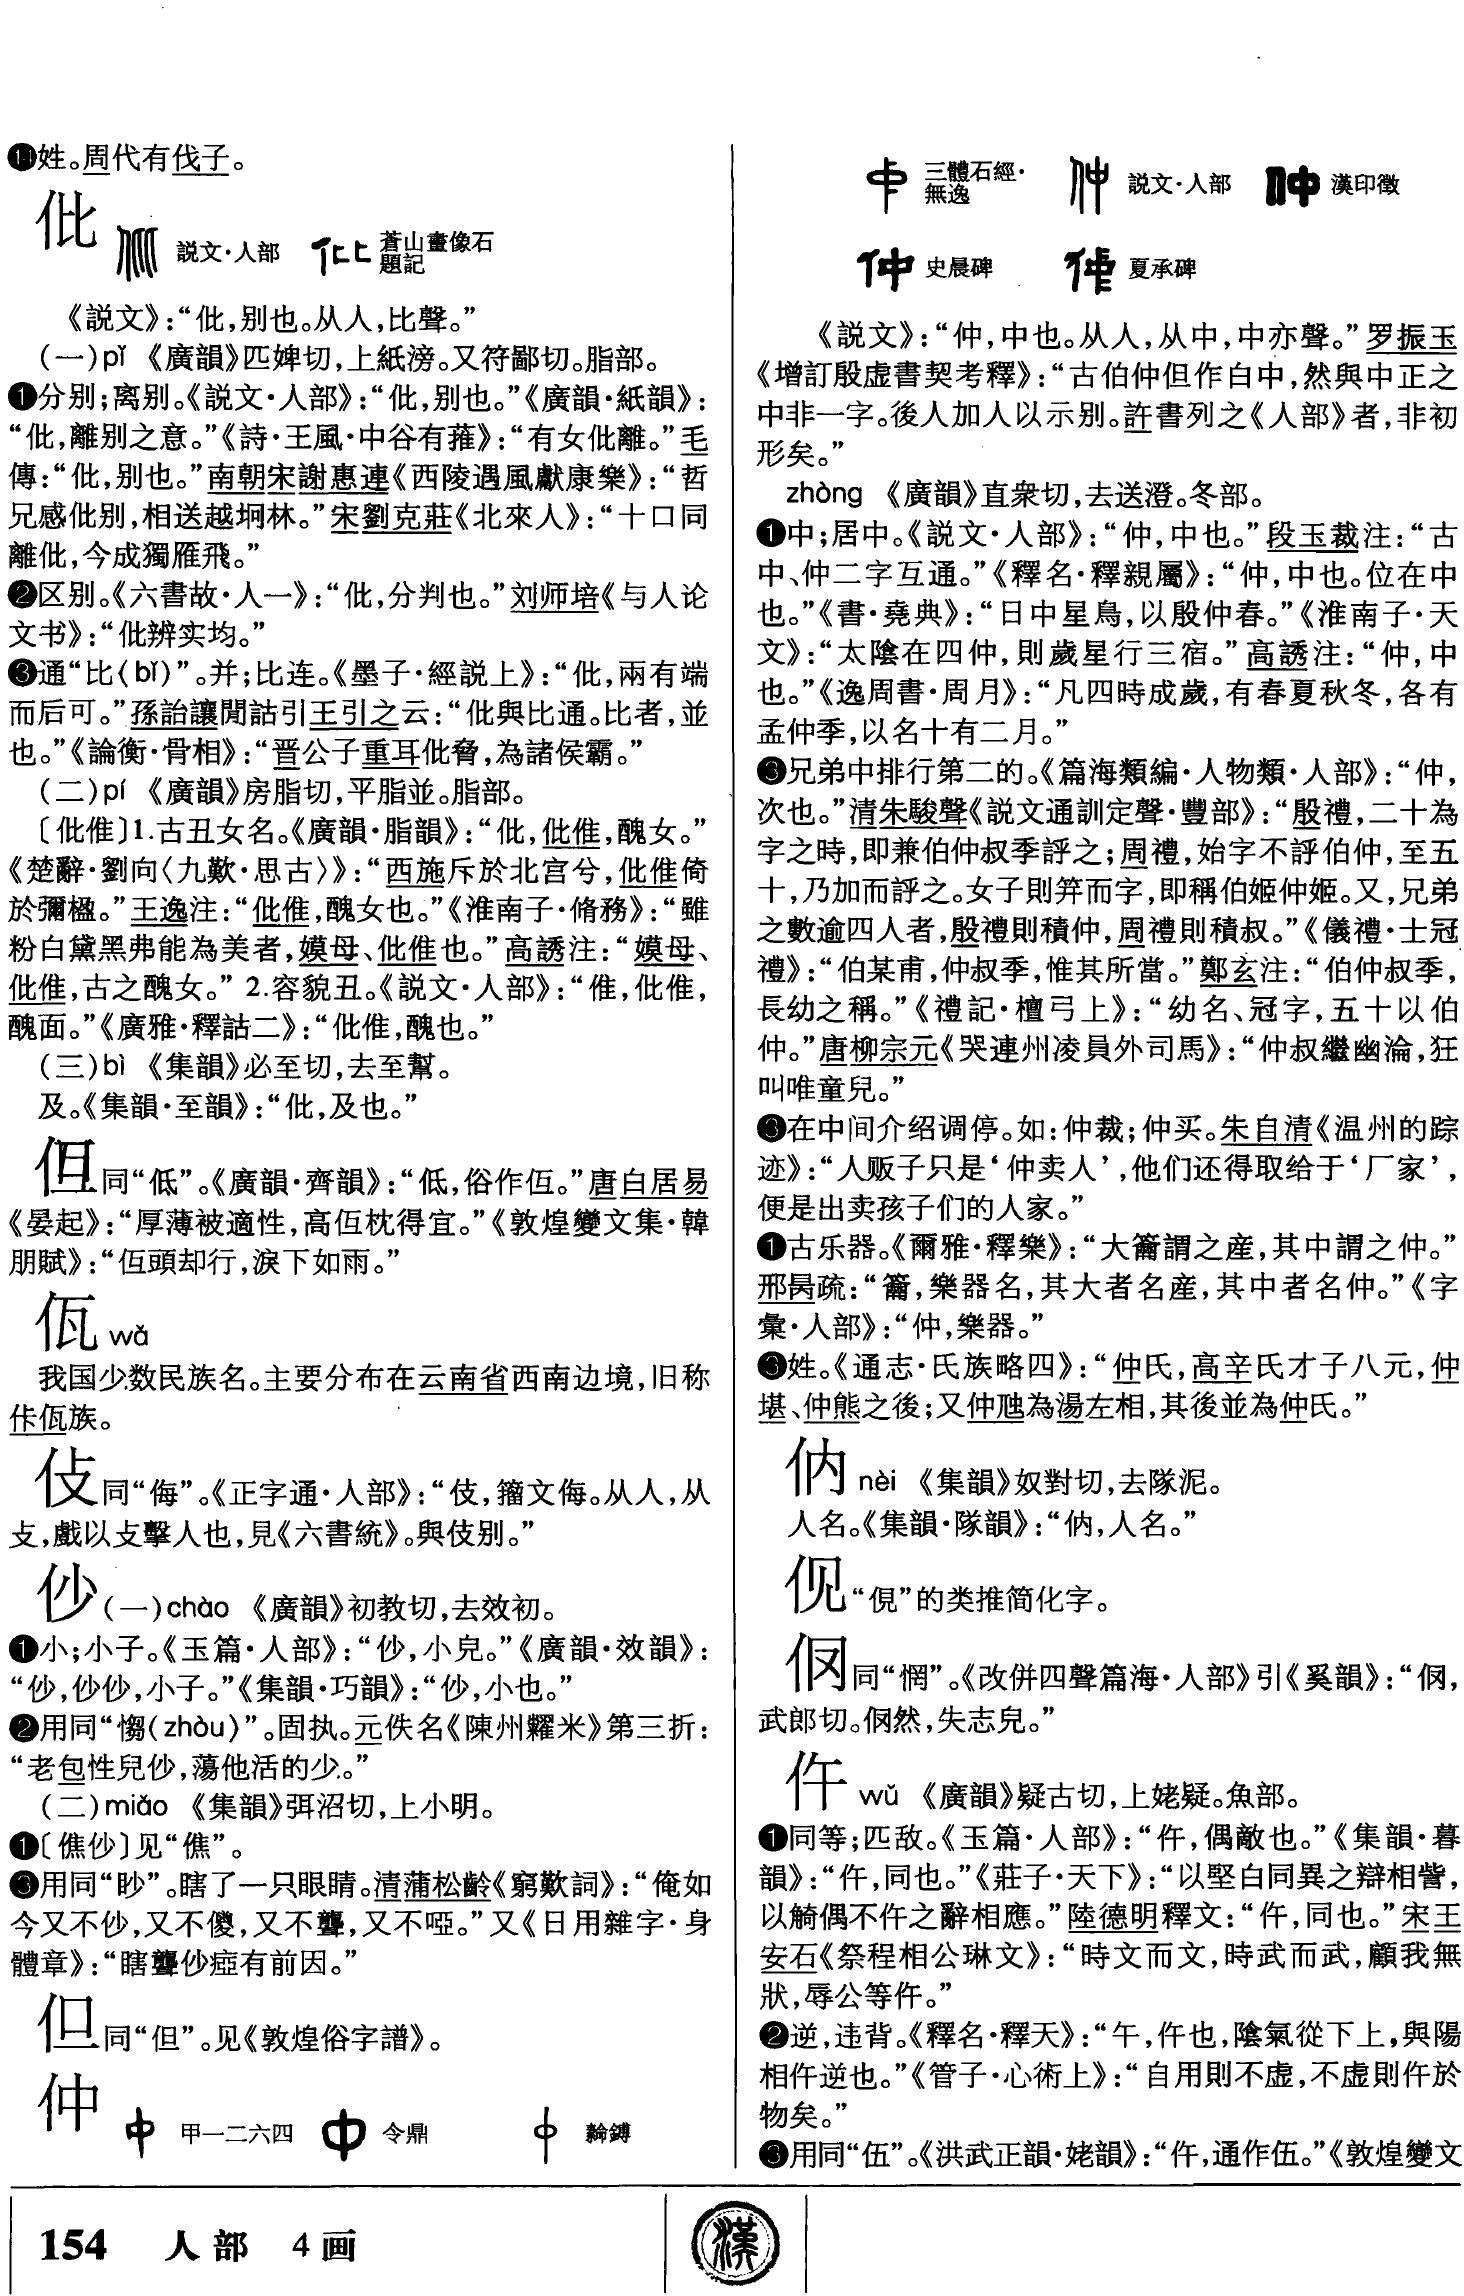 ⓫姓。周代有伐子。
仳 説文·人部 蒼山畫像石
題記
《説文》:“仳,别也。从人,比聲。”
(一)pǐ 《廣韻》匹婢切,上紙滂。又符鄙切。脂部。
❶分别;离别。《説文·人部》:“仳,别也。”《廣韻·紙韻》:
“仳,離别之意。”《詩·王風·中谷有蓷》:“有女仳離。”毛
傳:“仳,别也。”南朝宋謝惠連《西陵遇風獻康樂》:“哲
兄感仳别,相送越坰林。”宋劉克莊《北來人》:“十口同
離仳,今成獨雁飛。”
❷区别。《六書故·人一》:“仳,分判也。”刘师培《与人论
文书》:“仳辨实均。”
❸通“比(bǐ)”。并;比连。《墨子·經説上》:“仳,兩有端
而后可。”孫詒讓閒詁引王引之云:“仳與比通。比者,並
也。”《論衡·骨相》:“晋公子重耳仳脅,為諸侯霸。”
(二)pí 《廣韻》房脂切,平脂並。脂部。
〔仳倠〕1.古丑女名。《廣韻·脂韻》:“仳,仳倠,醜女。”
《楚辭·劉向〈九歎·思古〉》:“西施斥於北宫兮,仳倠倚
於彌楹。”王逸注:“仳倠,醜女也。”《淮南子·脩務》:“雖
粉白黛黑弗能為美者,嫫母、仳倠也。”高誘注:“嫫母、
仳倠,古之醜女。” 2.容貌丑。《説文·人部》:“倠,仳倠,
醜面。”《廣雅·釋詁二》:“仳倠,醜也。”
(三)bì 《集韻》必至切,去至幫。
及。《集韻·至韻》:“仳,及也。”
仾同“低”。《廣韻·齊韻》:“低,俗作仾。”唐白居易
《晏起》:“厚薄被適性,高仾枕得宜。”《敦煌變文集·韓
朋賦》:“仾頭却行,淚下如雨。”
佤 wǎ
我国少数民族名。主要分布在云南省西南边境,旧称
佧佤族。
伎同“侮”。《正字通·人部》:“伎,籀文侮。从人,从
攴,戲以攴擊人也,見《六書統》。與伎别。”
仯(一)chào 《廣韻》初教切,去效初。
❶小;小子。《玉篇·人部》:“仯,小皃。”《廣韻·效韻》:
“仯,仯仯,小子。”《集韻·巧韻》:“仯,小也。”
❷用同“㑳(zhòu)”。固执。元佚名《陳州糶米》第三折:
“老包性兒仯,蕩他活的少。”
(二)miǎo 《集韻》弭沼切,上小明。
❶〔僬仯〕见“僬”。
❸用同“眇”。瞎了一只眼睛。清蒲松齡《窮歎詞》:“俺如
今又不仯,又不傻,又不聾,又不啞。”又《日用雜字·身
體章》:“瞎聾仯瘂有前因。”
同“但”。见《敦煌俗字譜》。
仲 甲一二六四 令鼎 𦅫鎛
三體石經·
無逸 説文·人部 漢印徵
史晨碑 夏承碑
《説文》:“仲,中也。从人,从中,中亦聲。”罗振玉
《增訂殷虚書契考釋》:“古伯仲但作白中,然與中正之
中非一字。後人加人以示别。許書列之《人部》者,非初
形矣。”
zhòng 《廣韻》直衆切,去送澄。冬部。
❶中;居中。《説文·人部》:“仲,中也。”段玉裁注:“古
中、仲二字互通。”《釋名·釋親屬》:“仲,中也。位在中
也。”《書·堯典》:“日中星鳥,以殷仲春。”《淮南子·天
文》:“太陰在四仲,則歲星行三宿。”高誘注:“仲,中
也。”《逸周書·周月》:“凡四時成歲,有春夏秋冬,各有
孟仲季,以名十有二月。”
❸兄弟中排行第二的。《篇海類編·人物類·人部》:“仲,
次也。”清朱駿聲《説文通訓定聲·豐部》:“殷禮,二十為
字之時,即兼伯仲叔季評之;周禮,始字不評伯仲,至五
十,乃加而評之。女子則笄而字,即稱伯姬仲姬。又,兄弟
之數逾四人者,殷禮則積仲,周禮則積叔。”《儀禮·士冠
禮》:“伯某甫,仲叔季,惟其所當。”鄭玄注:“伯仲叔季,
長幼之稱。”《禮記·檀弓上》:“幼名、冠字,五十以伯
仲。”唐柳宗元《哭連州凌員外司馬》:“仲叔繼幽淪,狂
叫唯童兒。”
❸在中间介绍调停。如:仲裁;仲买。朱自清《温州的踪
迹》:“人贩子只是‘仲卖人’,他们还得取给于‘厂家’,
便是出卖孩子们的人家。”
❶古乐器。《爾雅·釋樂》:“大籥謂之産,其中謂之仲。”
邢昺疏:“籥,樂器名,其大者名産,其中者名仲。”《字
彙·人部》:“仲,樂器。”
❸姓。《通志·氏族略四》:“仲氏,高辛氏才子八元,仲
堪、仲熊之後;又仲虺為湯左相,其後並為仲氏。”
㐻 nèi 《集韻》奴對切,去隊泥。
人名。《集韻·隊韻》:“㐻,人名。”
伣“俔”的类推简化字。
㑂同“惘”。《改併四聲篇海·人部》引《奚韻》:“㑂,
武郎切。㑂然,失志皃。”
仵 wǔ 《廣韻》疑古切,上姥疑。魚部。
❶同等;匹敌。《玉篇·人部》:“仵,偶敵也。”《集韻·暮
韻》:“仵,同也。”《莊子·天下》:“以堅白同異之辯相訾,
以觭偶不仵之辭相應。”陸德明釋文:“仵,同也。”宋王
安石《祭程相公琳文》:“時文而文,時武而武,顧我無
狀,辱公等仵。”
❷逆,违背。《釋名·釋天》:“午,仵也,陰氣從下上,與陽
相仵逆也。”《管子·心術上》:“自用則不虚,不虚則仵於
物矣。”
❸用同“伍”。《洪武正韻·姥韻》:“仵,通作伍。”《敦煌變文
154 人部 4画
漢